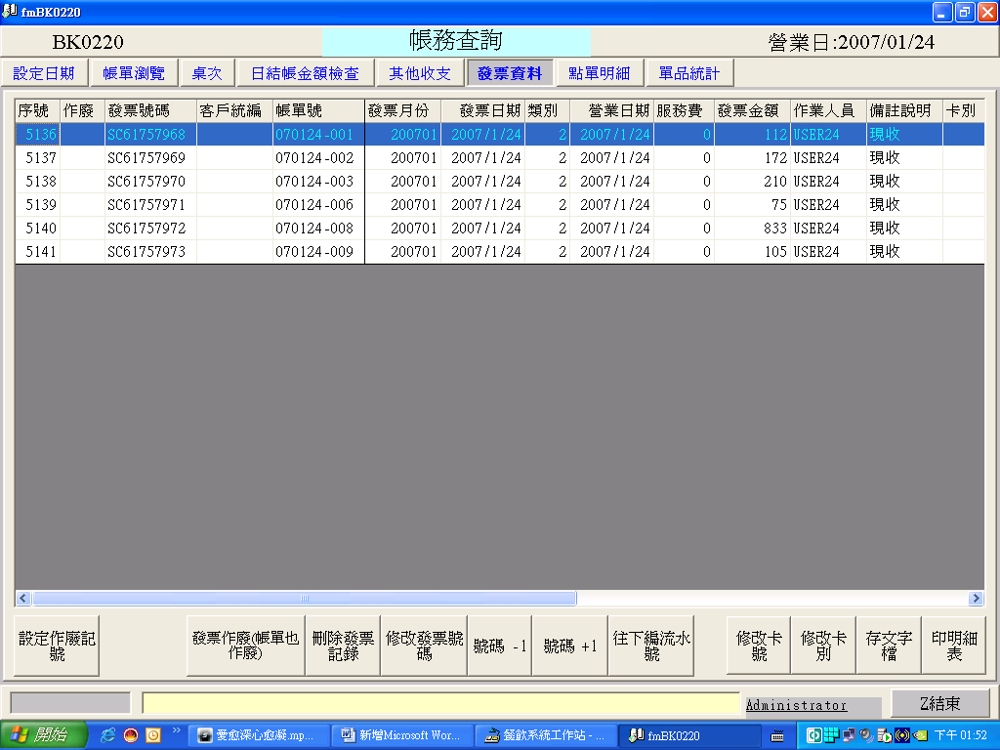 fmBK0220
BK0220 帳務查詢 營業日:2007/01/24
設定日期 帳單瀏覽 桌次 日結帳金額檢查 其他收支 發票資料 點單明細 單品統計
序號 作廢 發票號碼 客戶統編 帳單號 發票月份 發票日期 類別 營業日期 服務費 發票金額 作業人員 備註說明 卡別
5136 SC61757968 070124-001 200701 2007/1/24 2 2007/1/24 0 112 USER24 現收
5137 SC61757969 070124-002 200701 2007/1/24 2 2007/1/24 0 172 USER24 現收
5138 SC61757970 070124-003 200701 2007/1/24 2 2007/1/24 0 210 USER24 現收
5139 SC61757971 070124-006 200701 2007/1/24 2 2007/1/24 0 75 USER24 現收
5140 SC61757972 070124-008 200701 2007/1/24 2 2007/1/24 0 833 USER24 現收
5141 SC61757973 070124-009 200701 2007/1/24 2 2007/1/24 0 105 USER24 現收
設定作廢記
號
發票作廢(帳單也
作廢)
刪除發票
記錄
修改發票號
碼
號碼 -1
號碼 +1
往下編流水
號
修改卡
號
修改卡
別
存文字
檔
印明細
表
Administrator Z結束
開始 愛愈深心愈凝.mp... 新增Microsoft Wor... 餐飲系統工作站 - ... fmBK0220 下午 01:52